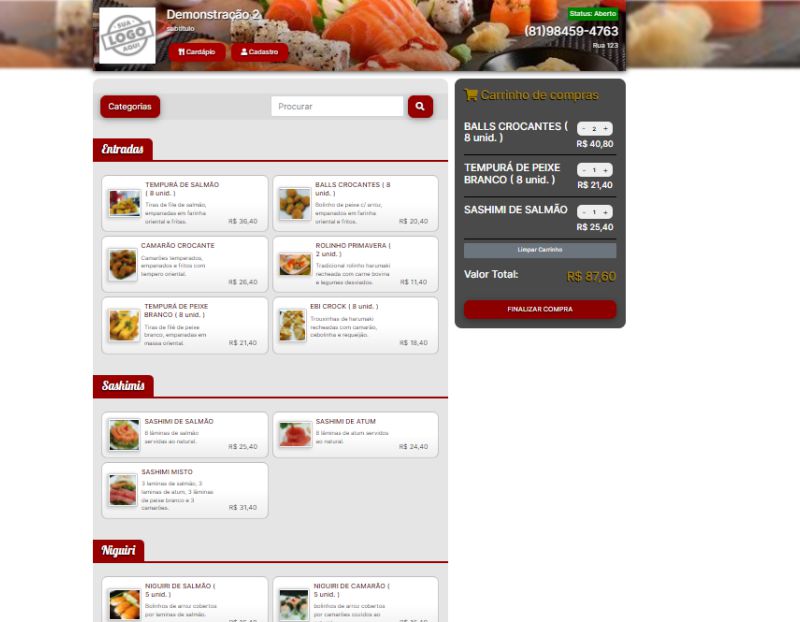 SUA
LOGO
AQUI
Demonstração 2
subtítulo
Cardápio
Cadastro
Status: Aberto
(81)98459-4763
Rua 123
Categorias
Procurar
Entradas
TEMPURÁ DE SALMÃO
( 8 unid. )
Tiras de file de salmão,
empanadas em farinha
oriental e fritas.
R$ 36,40
BALLS CROCANTES ( 8
unid. )
Bolinho de peixe c/ arroz,
empanados em farinha
oriental e fritos.
R$ 20,40
CAMARÃO CROCANTE
Camarões temperados,
empanados e fritos com
tempero oriental.
R$ 26,40
ROLINHO PRIMAVERA (
2 unid. )
Tradicional rolinho harumaki
recheada com carne bovina
e legumes desviados.
R$ 11,40
TEMPURÁ DE PEIXE
BRANCO ( 8 unid. )
Tiras de filé de peixe
branco, empanadas em
massa oriental.
R$ 21,40
EBI CROCK ( 8 unid. )
Trouxinhas de harumaki
recheadas com camarão,
cebolinha e requeijão.
R$ 18,40
Sashimis
SASHIMI DE SALMÃO
8 lâminas de salmão
servidas ao natural.
R$ 25,40
SASHIMI DE ATUM
8 lâminas de atum servidos
ao natural.
R$ 24,40
SASHIMI MISTO
3 laminas de salmão, 3
laminas de atum, 3 lâminas
de peixe branco e 3
camarões.
R$ 31,40
Niguiri
NIGUIRI DE SALMÃO (
5 unid. )
Bolinhos de arroz cobertos
por laminas de salmão.
NIGUIRI DE CAMARÃO (
5 unid. )
bolinhos de arroz cobertos
por camarões cozidos ao
Carrinho de compras
BALLS CROCANTES (
8 unid. )
- 2 +
R$ 40,80
TEMPURÁ DE PEIXE
BRANCO ( 8 unid. )
- 1 +
R$ 21,40
SASHIMI DE SALMÃO
- 1 +
R$ 25,40
Limpar Carrinho
Valor Total:
R$ 87,60
FINALIZAR COMPRA